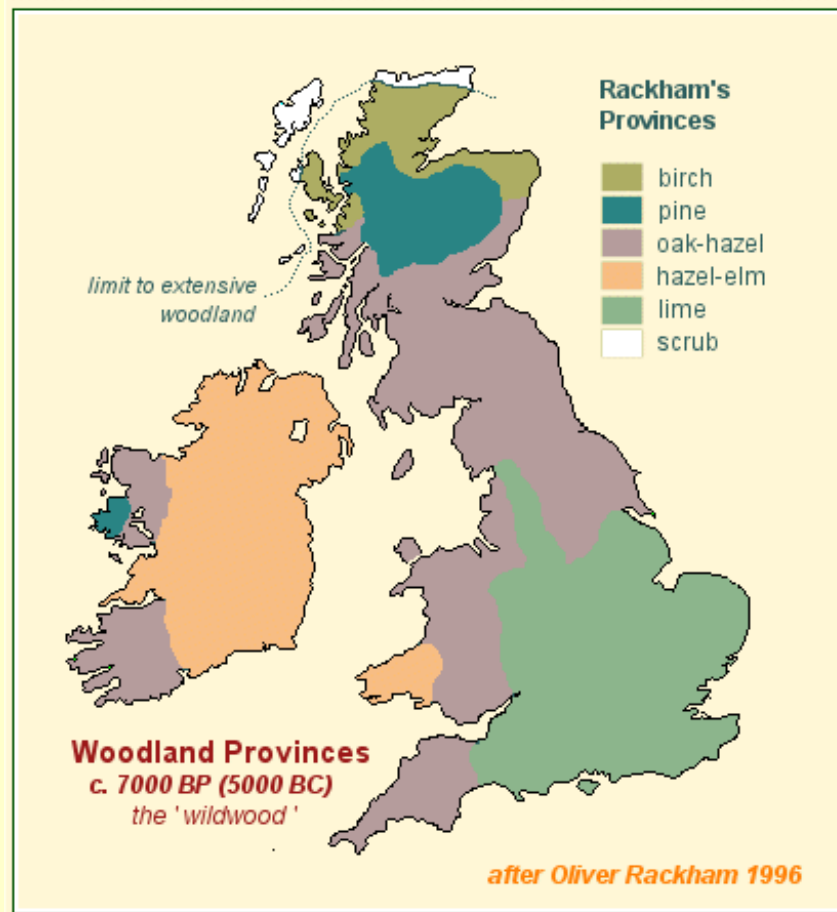 Rackham's
Provinces
birch
pine
oak-hazel
hazel-elm
lime
scrub
limit to extensive
woodland
Woodland Provinces
c. 7000 BP (5000 BC)
the ' wildwood '
after Oliver Rackham 1996